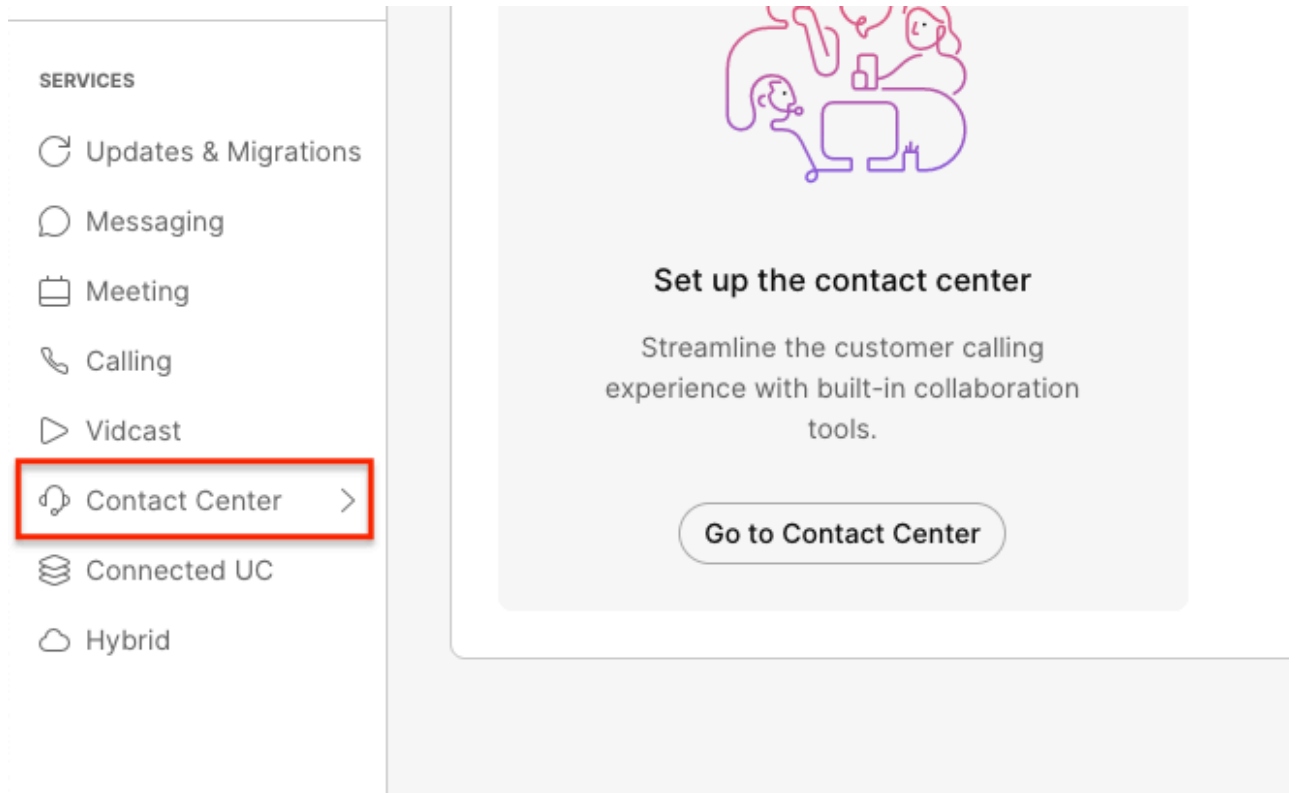 SERVICES
Updates & Migrations
Messaging
Meeting
Calling
Vidcast
Contact Center
Connected UC
Hybrid
Set up the contact center
Streamline the customer calling
experience with built-in collaboration
tools.
Go to Contact Center